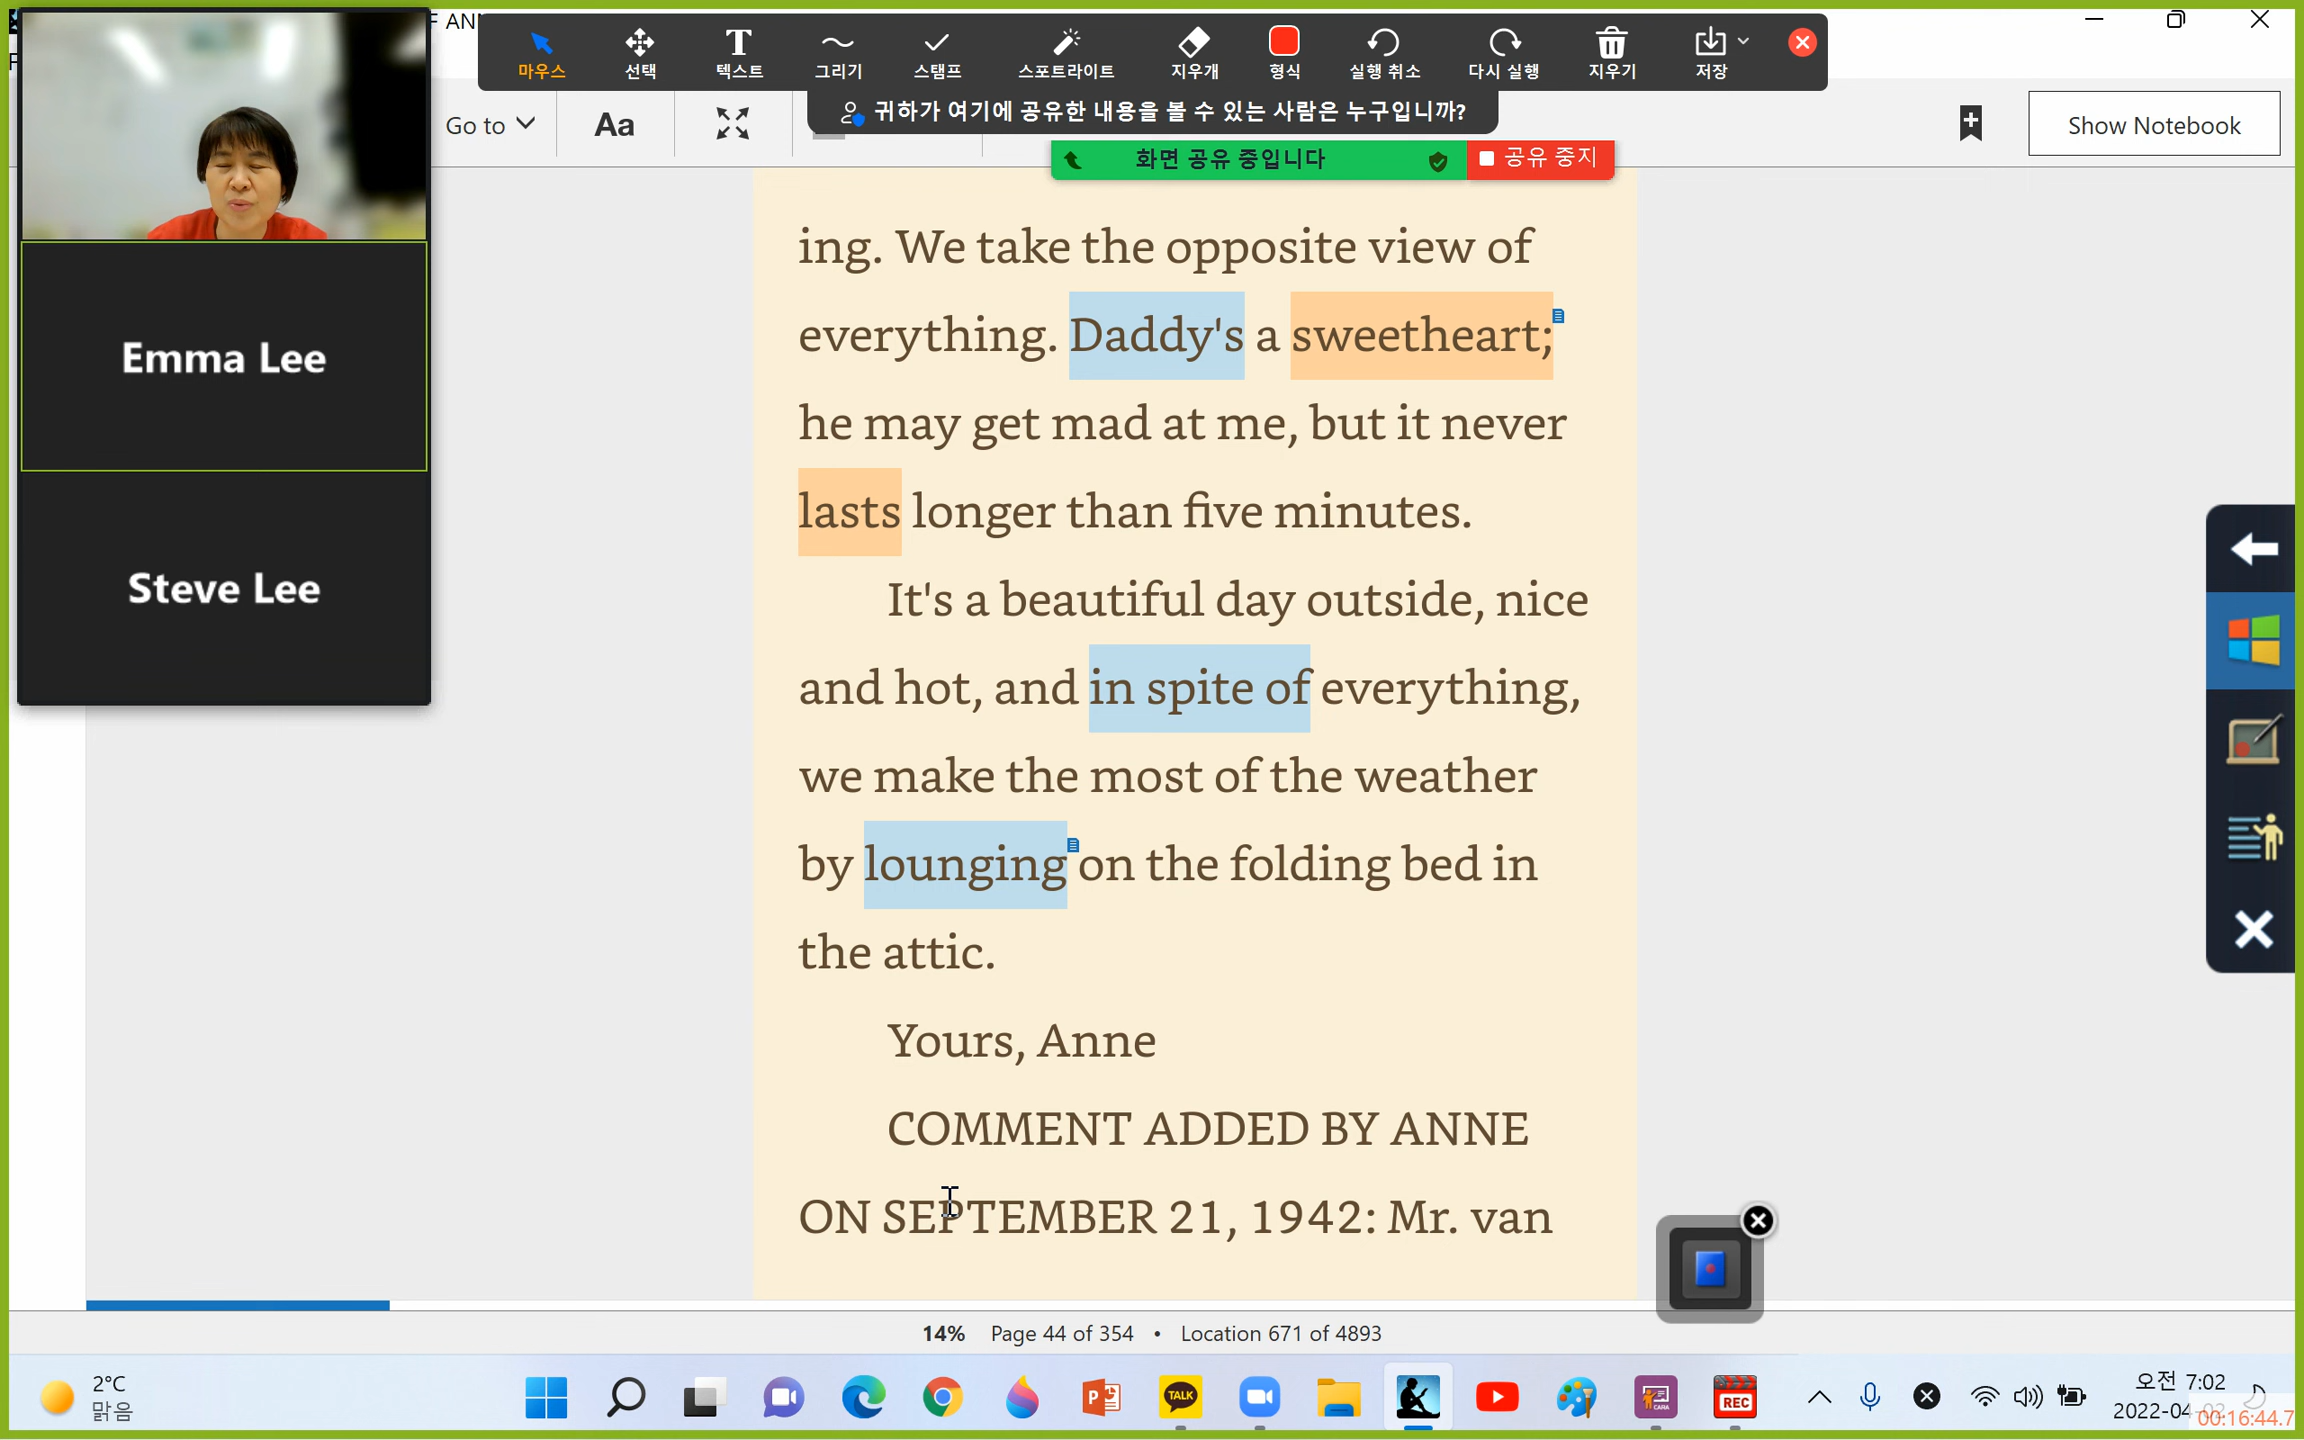 F ANN
마우스
선택
텍스트
그리기
스탬프
스포트라이트
지우개
형식
실행 취소
다시 실행
지우기
저장
귀하가 여기에 공유한 내용을 볼 수 있는 사람은 누구입니까?
Go to
Aa
Show Notebook
화면 공유 중입니다
공유 중지
Emma Lee
Steve Lee
ing. We take the opposite view of
everything. Daddy's a sweetheart;
he may get mad at me, but it never
lasts longer than five minutes.
It's a beautiful day outside, nice
and hot, and in spite of everything,
we make the most of the weather
by lounging on the folding bed in
the attic.
Yours, Anne
COMMENT ADDED BY ANNE
ON SEPTEMBER 21, 1942: Mr. van
14% Page 44 of 354 • Location 671 of 4893
2°C
맑음
TALK
CARA
REC
오전 7:02
2022-04-
00:16:44.7